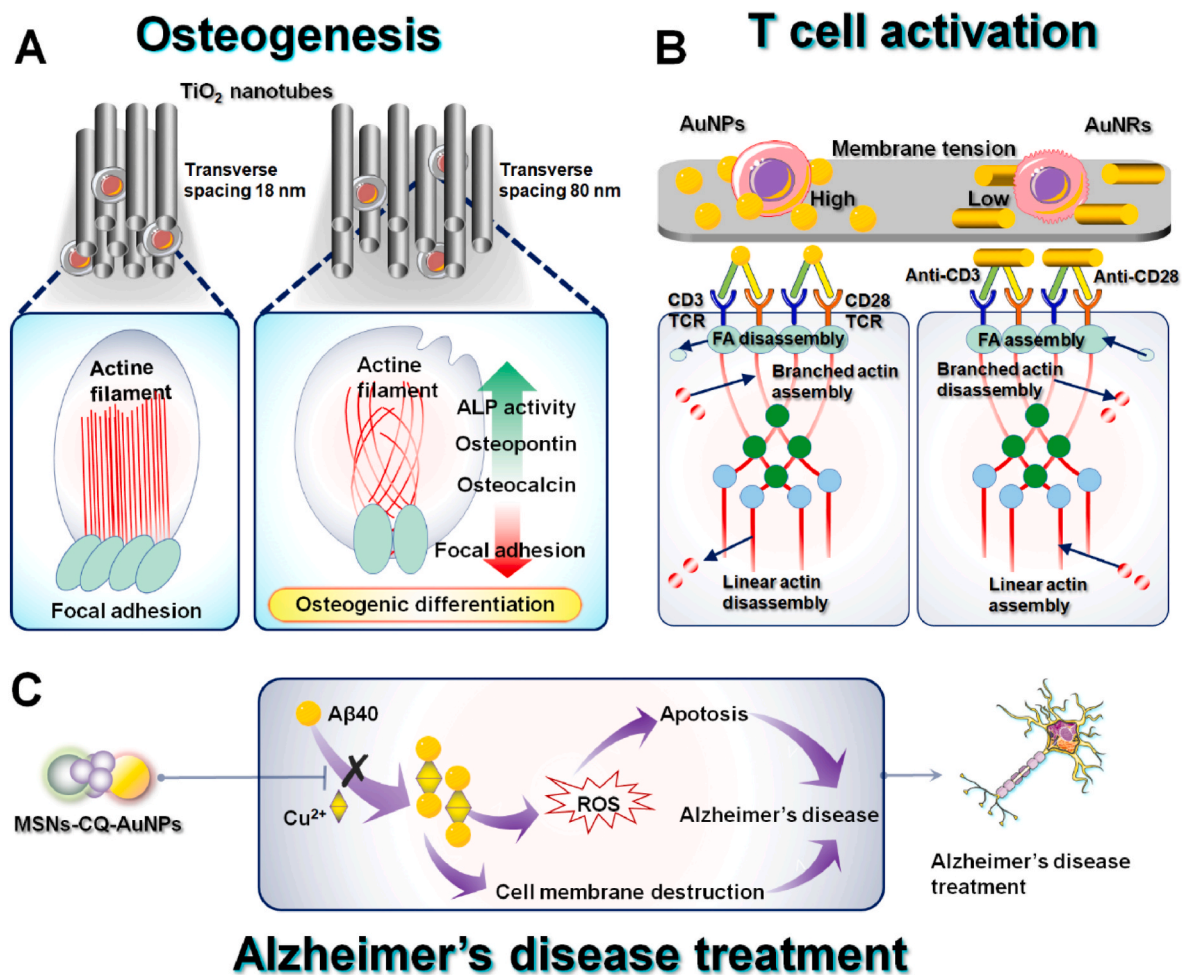 A
Osteogenesis
TiO₂ nanotubes
Transverse
spacing 18 nm
Transverse
spacing 80 nm
Actine
filament
Focal adhesion
Actine
filament
ALP activity
Osteopontin
Osteocalcin
Focal adhesion
Osteogenic differentiation
B
T cell activation
AuNPs
AuNRs
Membrane tension
High
Low
CD3
TCR
CD28
TCR
Anti-CD3
Anti-CD28
FA disassembly
Branched actin
assembly
Linear actin
disassembly
FA assembly
Branched actin
disassembly
Linear actin
assembly
C
MSNs-CQ-AuNPs
Aβ40
Cu²⁺
ROS
Apotosis
Alzheimer's disease
Cell membrane destruction
Alzheimer's disease
treatment
Alzheimer's disease treatment